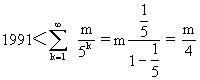 1991<∑_{k=1}^{∞} m/5^k = m (1/5)/(1-1/5) = m/4